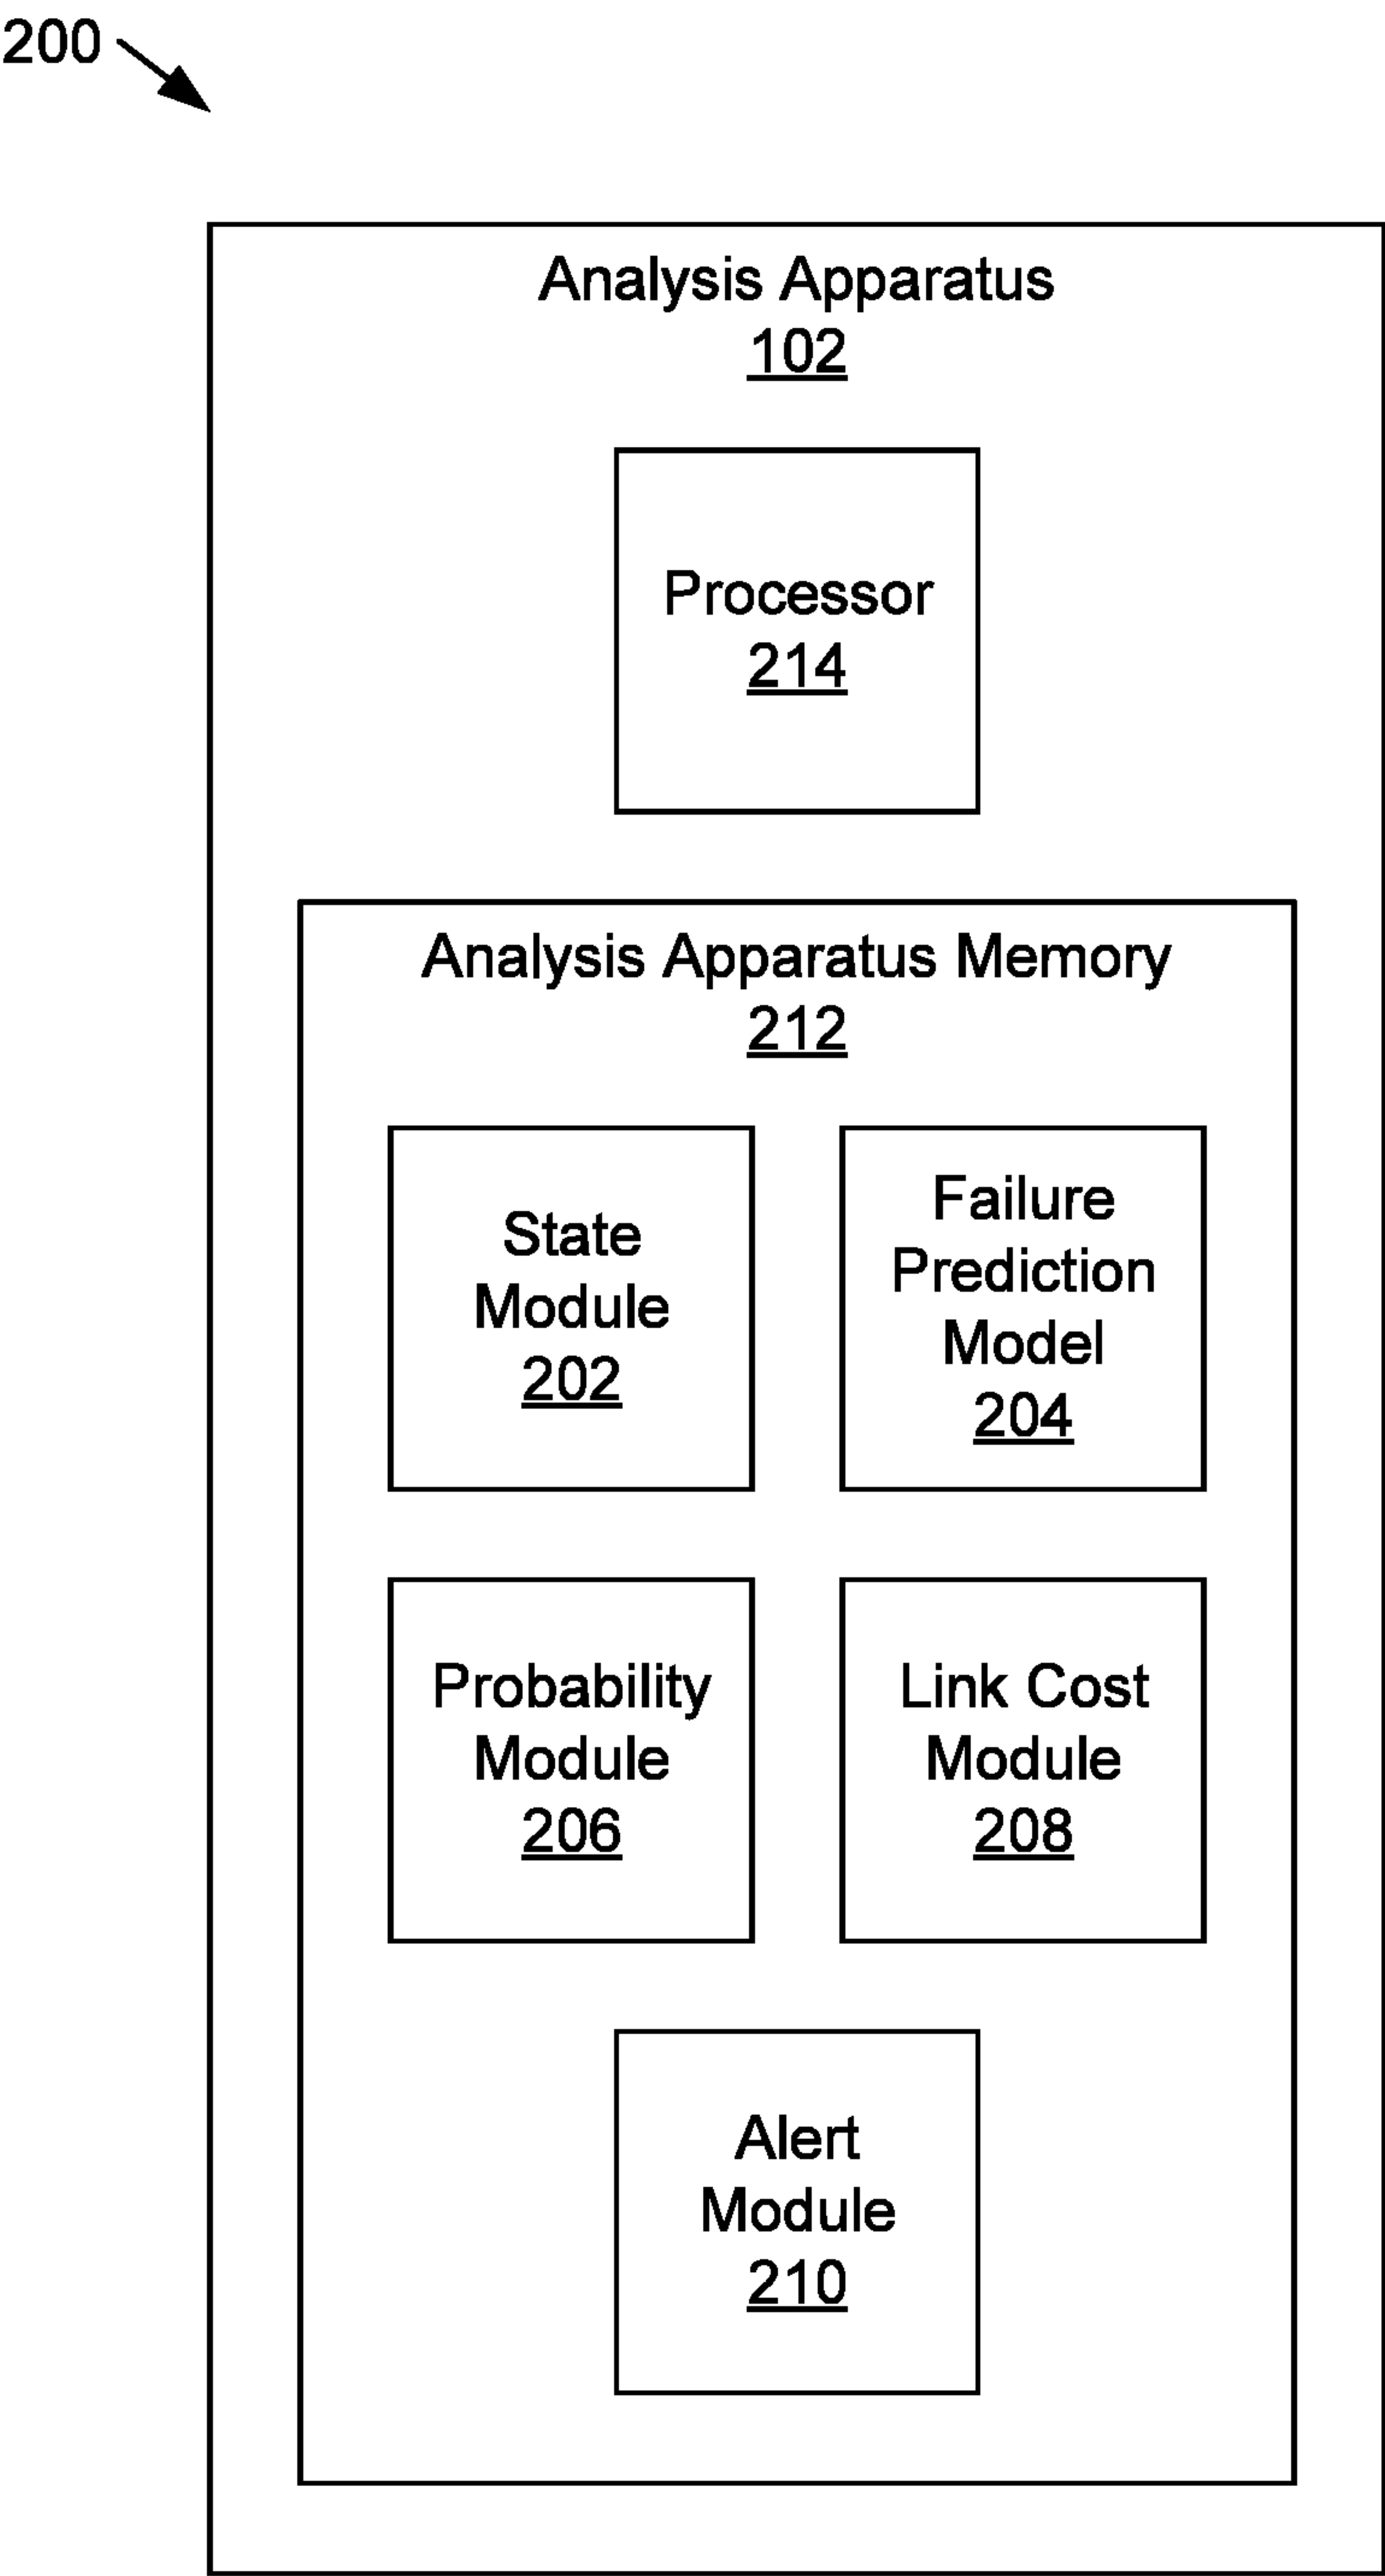 200
Analysis Apparatus
102
Processor
214
Analysis Apparatus Memory
212
State
Module
202
Failure
Prediction
Model
204
Probability
Module
206
Link Cost
Module
208
Alert
Module
210